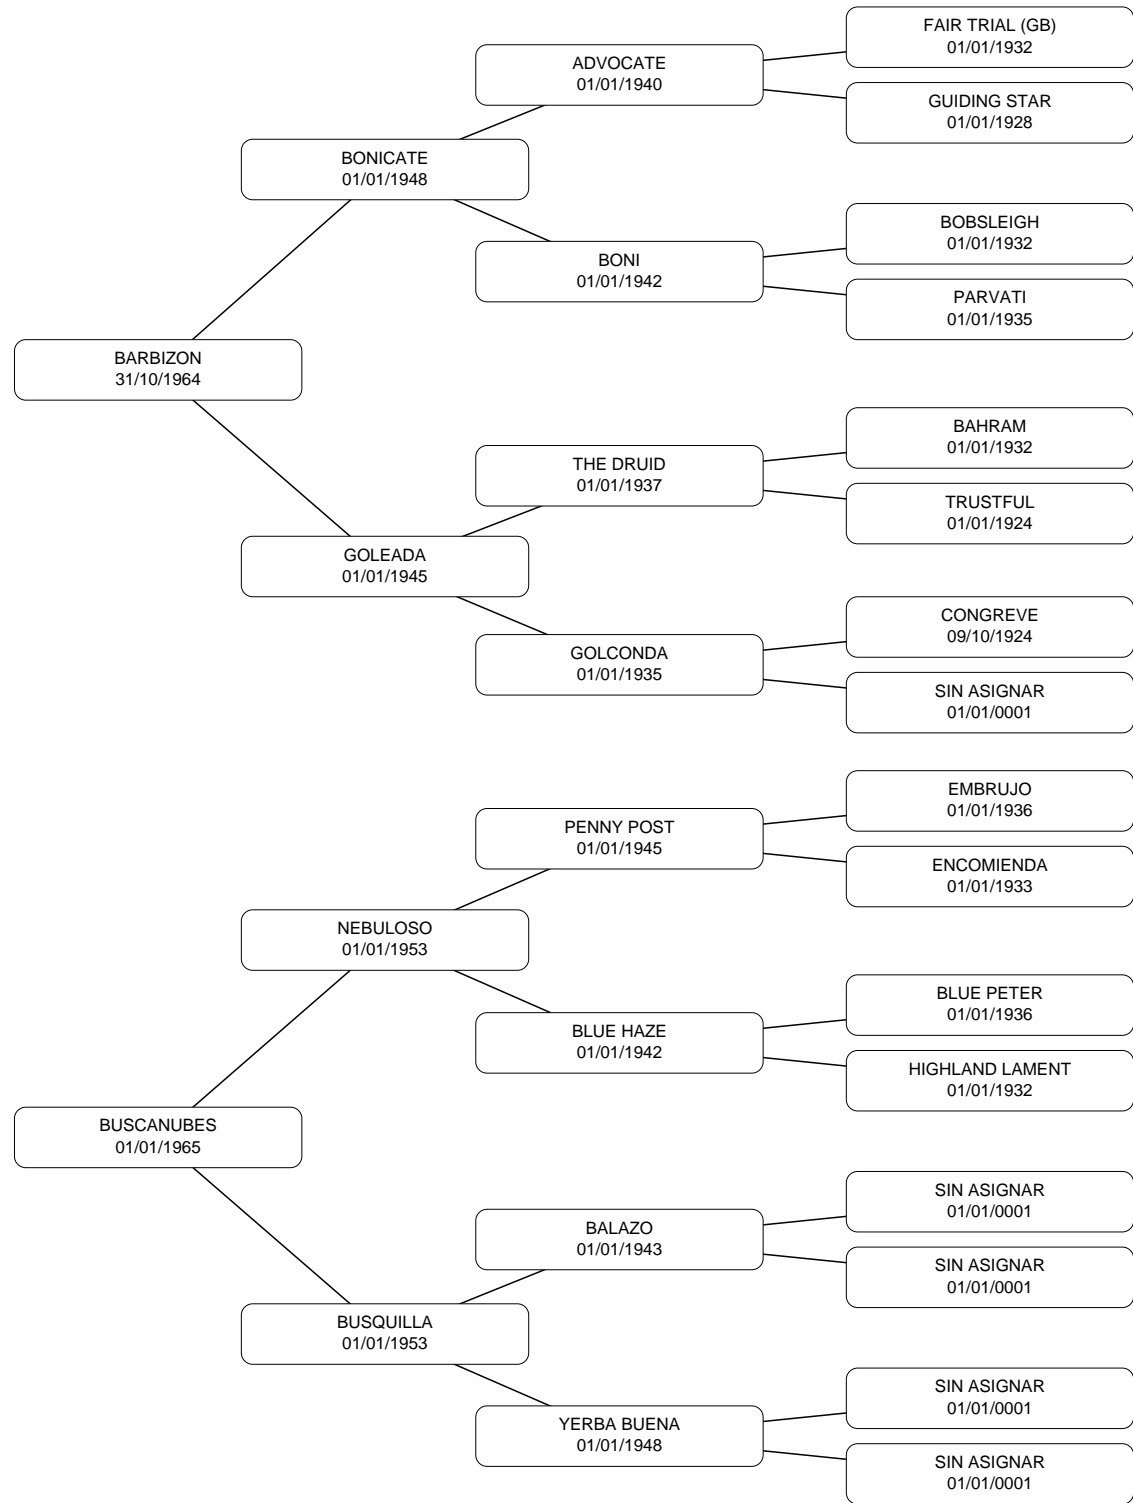 FAIR TRIAL (GB)
01/01/1932
ADVOCATE
01/01/1940
GUIDING STAR
01/01/1928
BONICATE
01/01/1948
BOBSLEIGH
01/01/1932
BONI
01/01/1942
PARVATI
01/01/1935
BARBIZON
31/10/1964
BAHRAM
01/01/1932
THE DRUID
01/01/1937
TRUSTFUL
01/01/1924
GOLEADA
01/01/1945
CONGREVE
09/10/1924
GOLCONDA
01/01/1935
SIN ASIGNAR
01/01/0001
EMBRUJO
01/01/1936
PENNY POST
01/01/1945
ENCOMIENDA
01/01/1933
NEBULOSO
01/01/1953
BLUE PETER
01/01/1936
BLUE HAZE
01/01/1942
HIGHLAND LAMENT
01/01/1932
BUSCANUBES
01/01/1965
SIN ASIGNAR
01/01/0001
BALAZO
01/01/1943
SIN ASIGNAR
01/01/0001
BUSQUILLA
01/01/1953
SIN ASIGNAR
01/01/0001
YERBA BUENA
01/01/1948
SIN ASIGNAR
01/01/0001